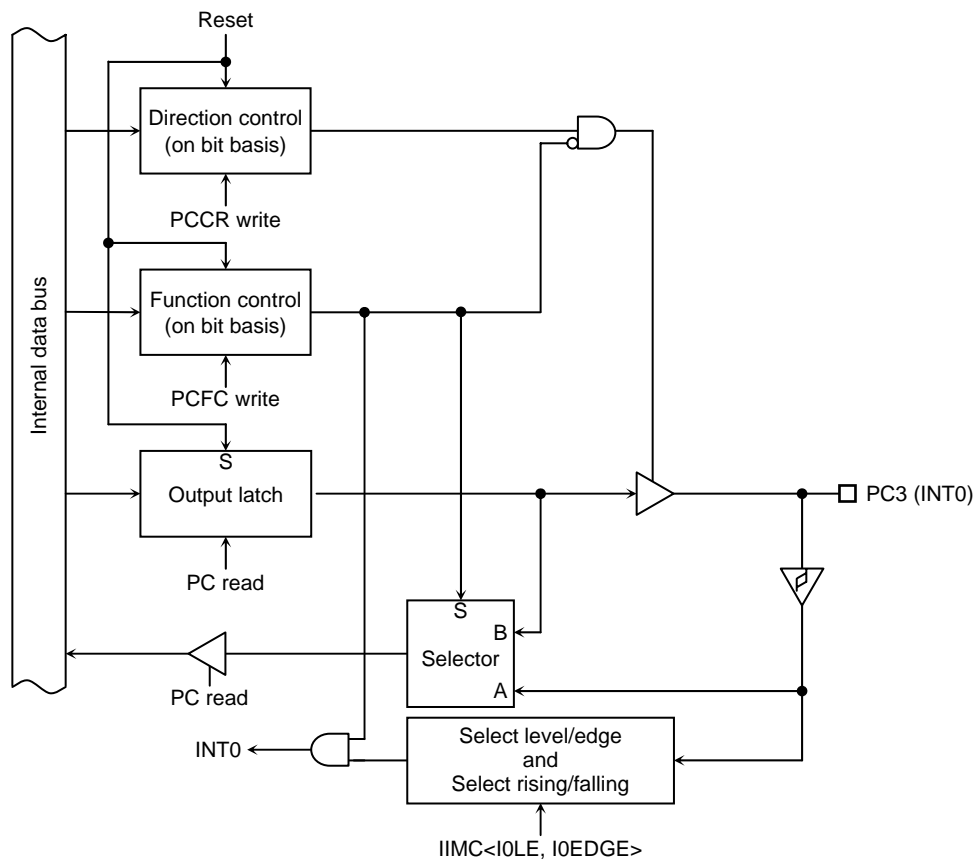 Reset
Direction control
(on bit basis)
PCCR write
Internal data bus
Function control
(on bit basis)
PCFC write
S
Output latch
PC3 (INT0)
PC read
S
B
Selector
A
PC read
INT0
Select level/edge
and
Select rising/falling
IIMC<I0LE, I0EDGE>